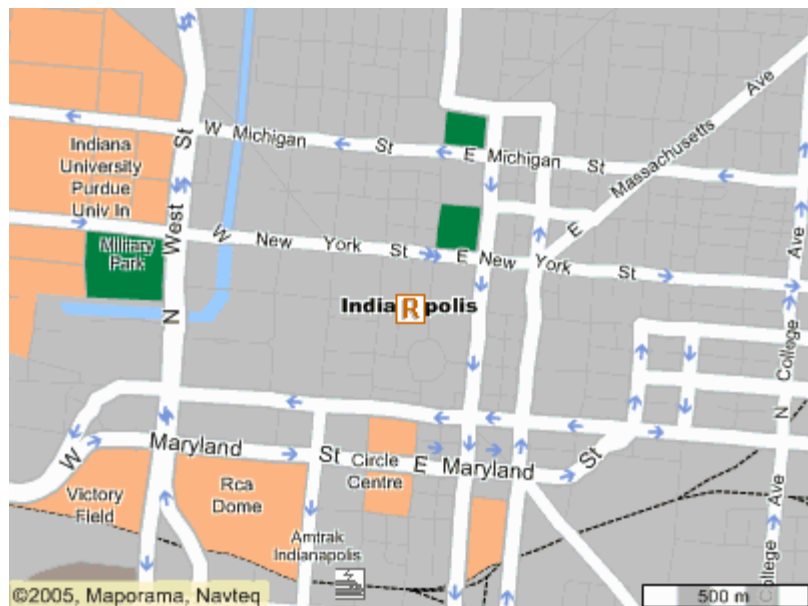 Ave
Massachusetts
E
W Michigan St
E Michigan St
Indiana
University
Purdue
Univ In
N West St
W New York St
E New York St
Military
Park
India R polis
N College Ave
W Maryland St
E Maryland St
Circle
Centre
Victory
Field
Rca
Dome
Amtrak
Indianapolis
College Ave
©2005, Maporama, Navteq
500 m